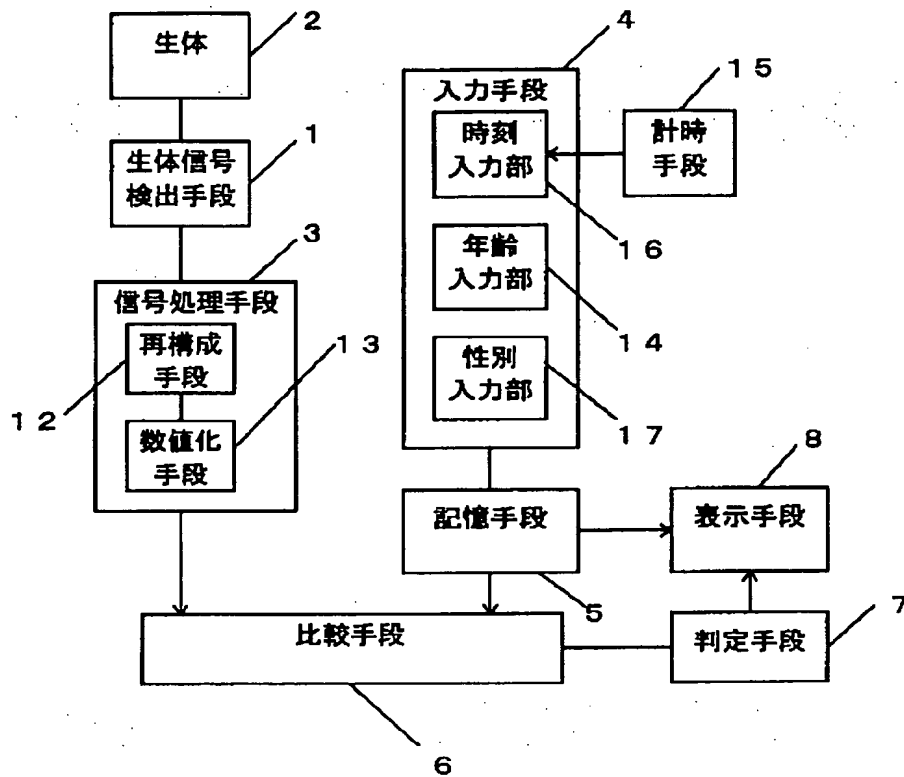 2
生体
4
15
入力手段
時刻
入力部
計時
手段
1
生体信号
検出手段
16
3
年齢
入力部
信号処理手段
再構成
手段
13
14
性別
入力部
12
数値化
手段
17
8
記憶手段
表示手段
5
比較手段
判定手段
7
6